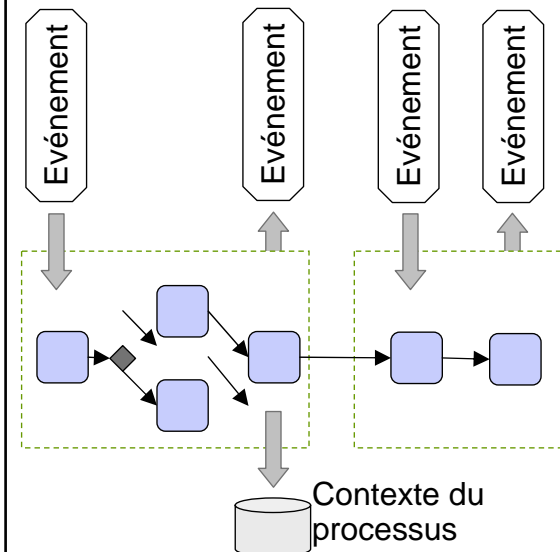 Evénement
Evénement
Evénement
Evénement
Contexte du
processus